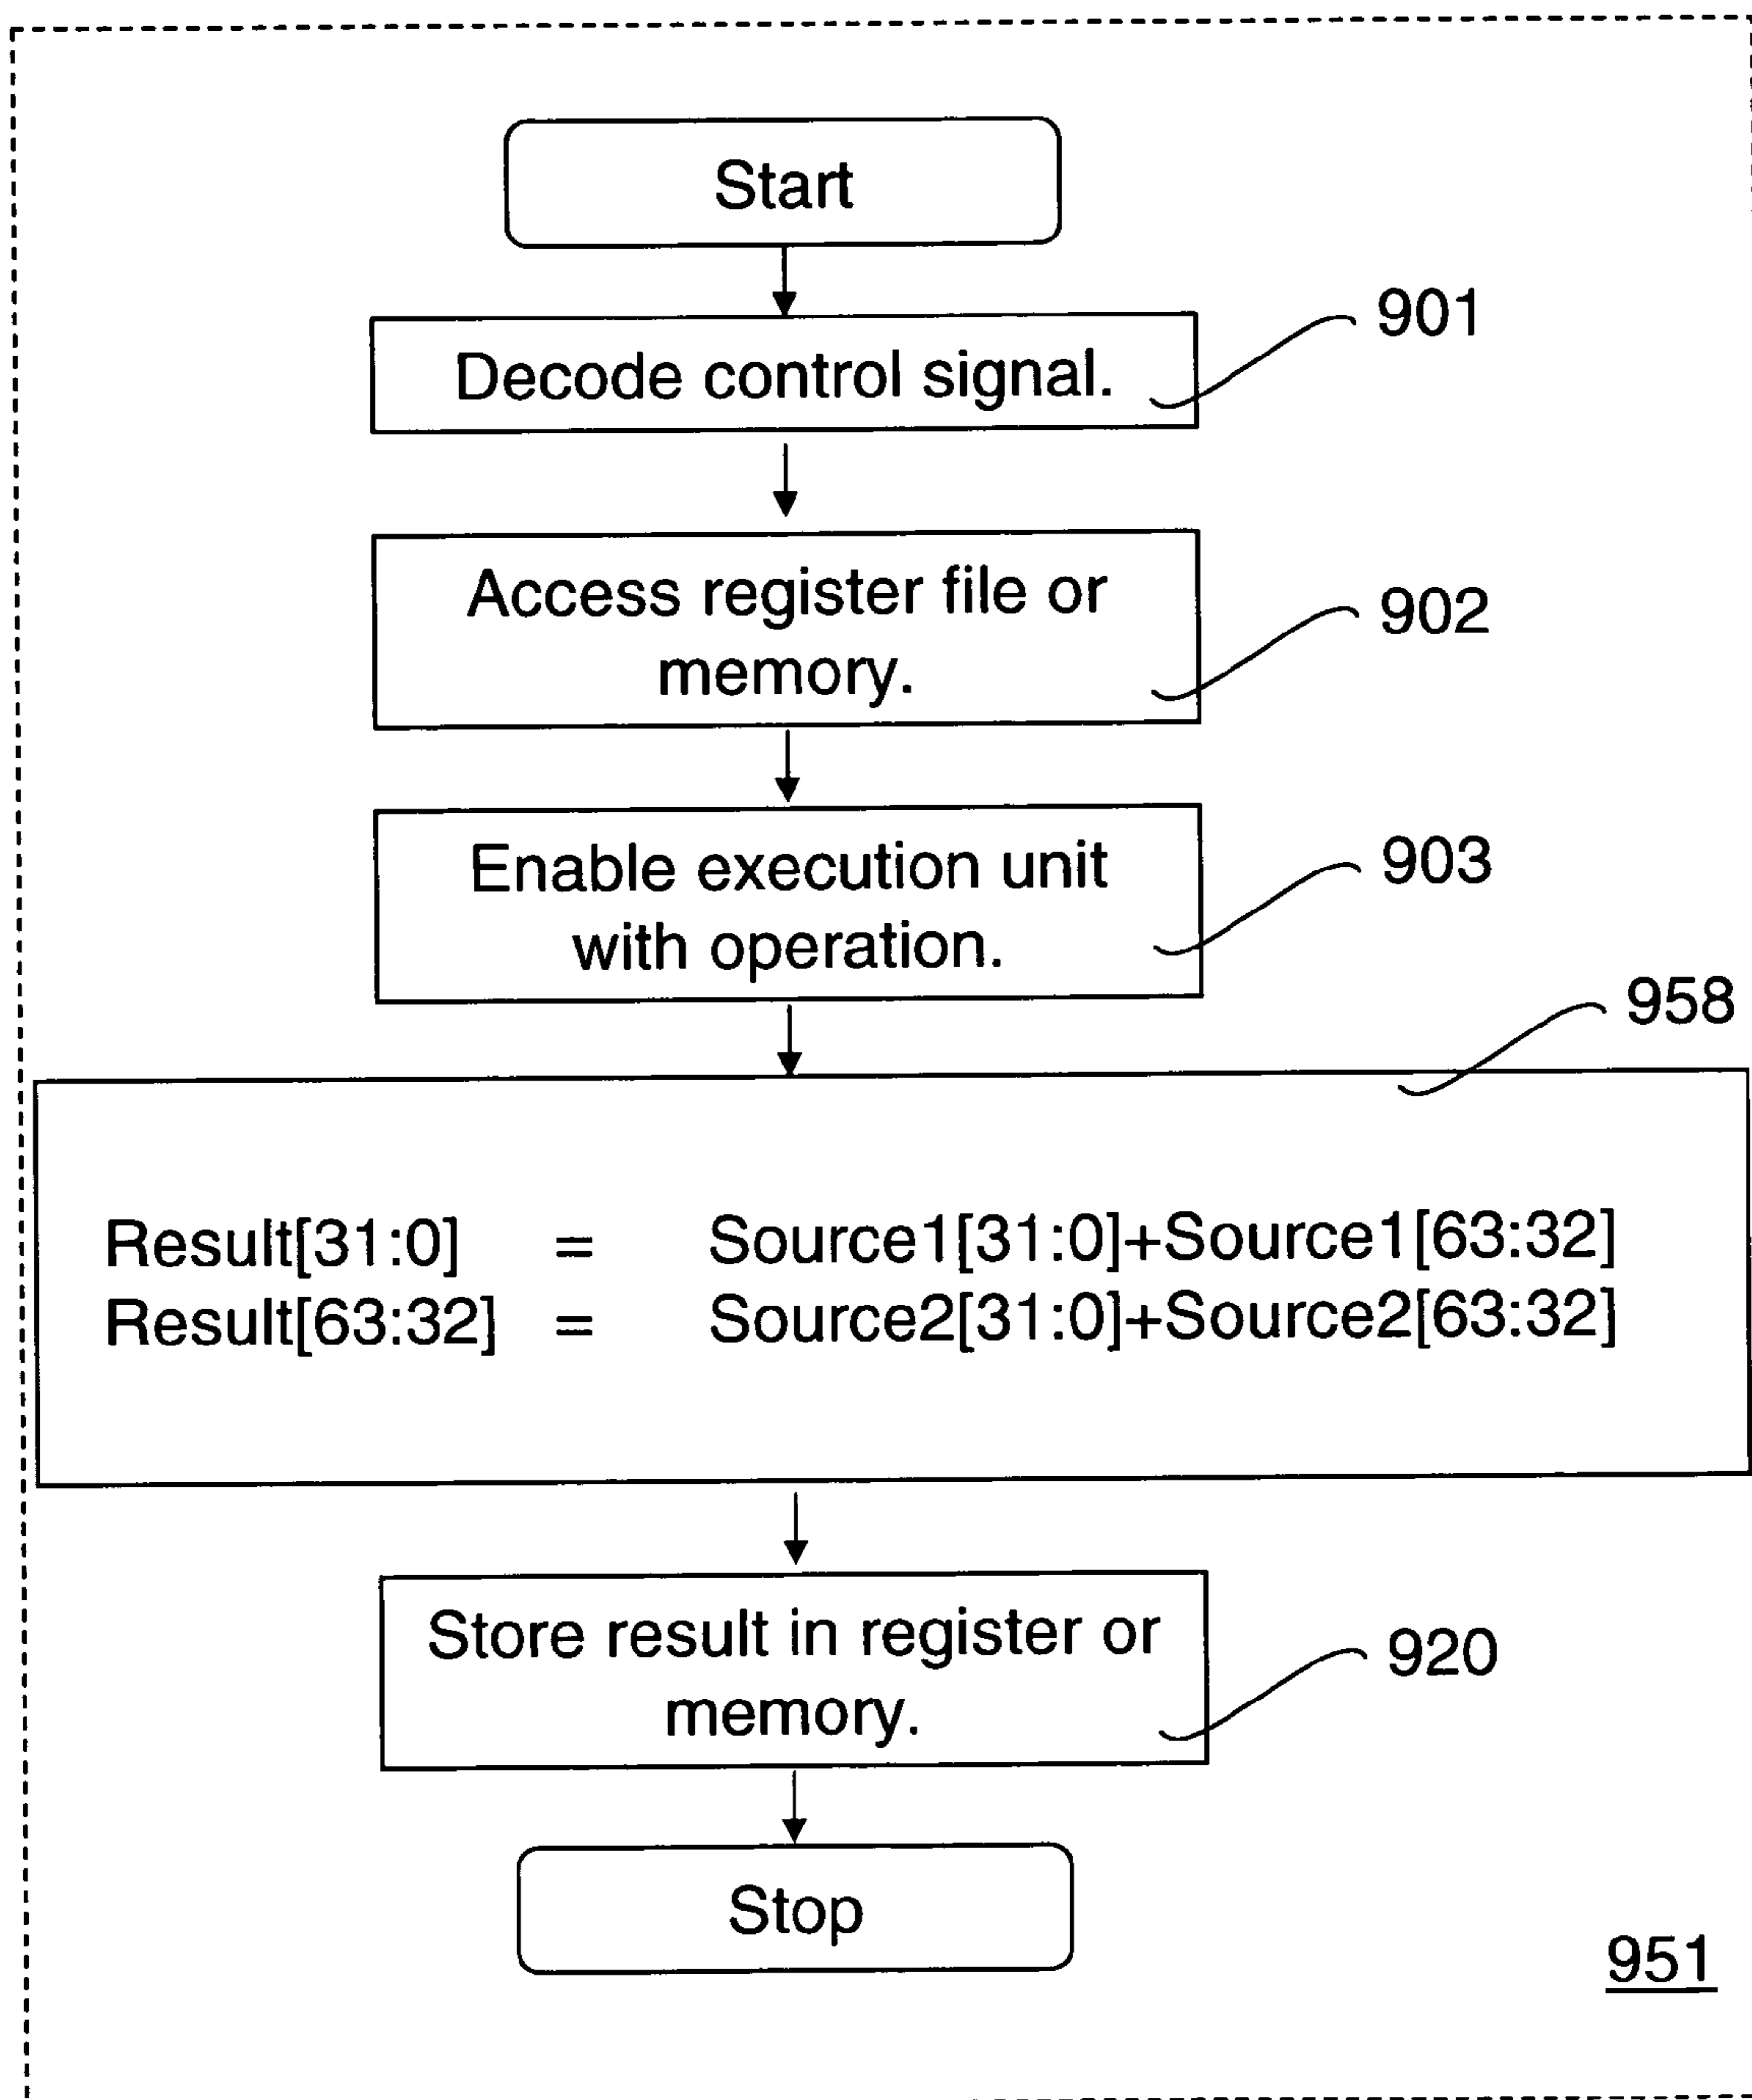 Start
901
Decode control signal.
Access register file or
memory.
902
Enable execution unit
with operation.
903
958
Result[31:0] = Source1[31:0]+Source1[63:32]
Result[63:32] = Source2[31:0]+Source2[63:32]
Store result in register or
memory.
920
Stop
951